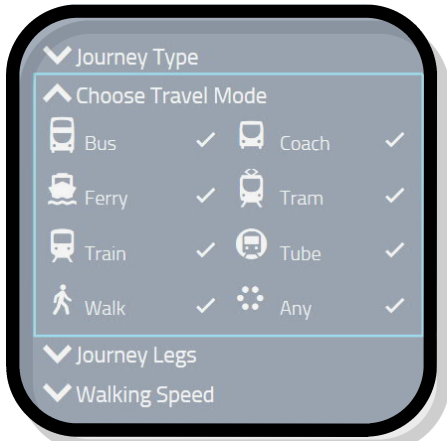 Journey Type
Choose Travel Mode
Bus Coach
Ferry Tram
Train Tube
Walk Any
Journey Legs
Walking Speed